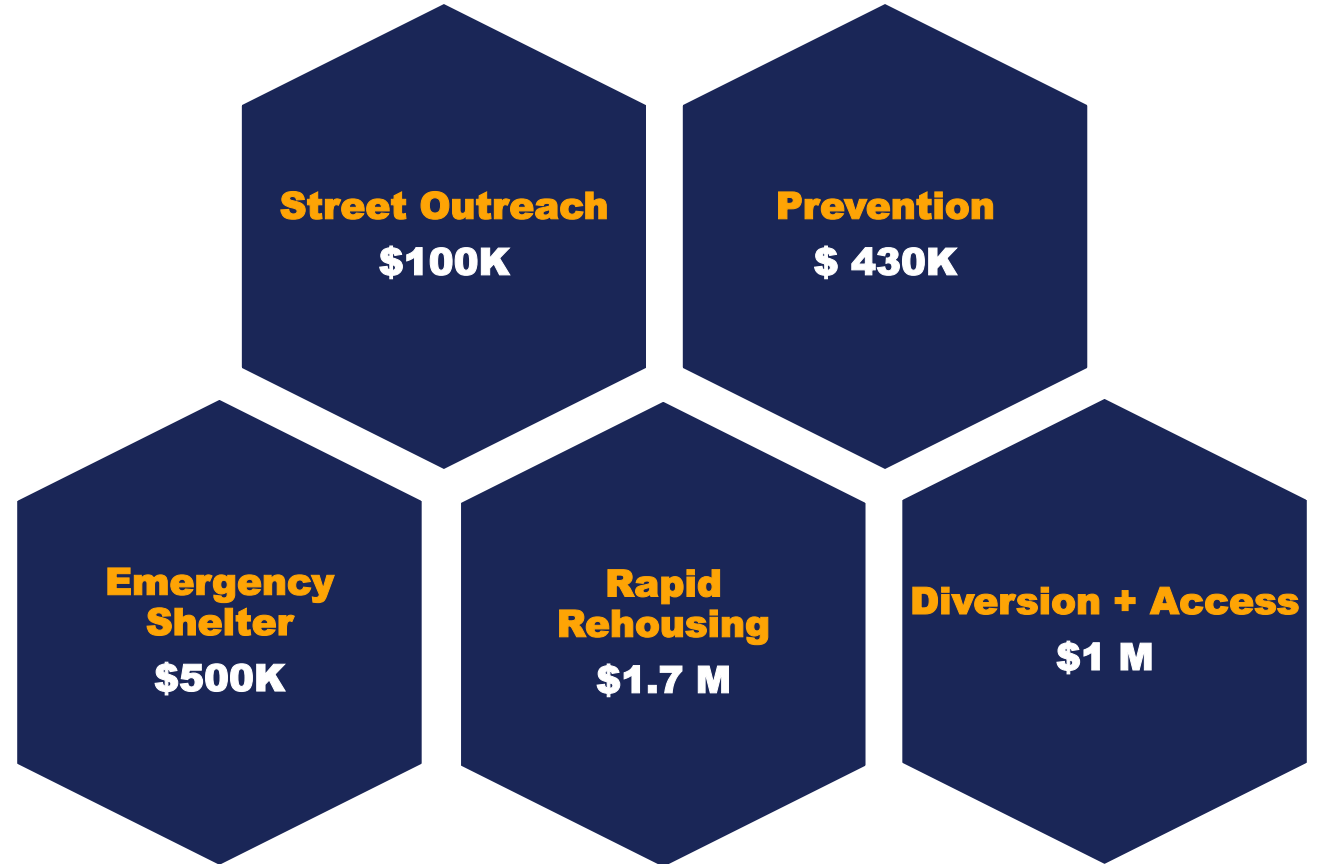 Street Outreach
$100K
Prevention
$ 430K
Emergency
Shelter
$500K
Rapid
Rehousing
$1.7 M
Diversion + Access
$1 M